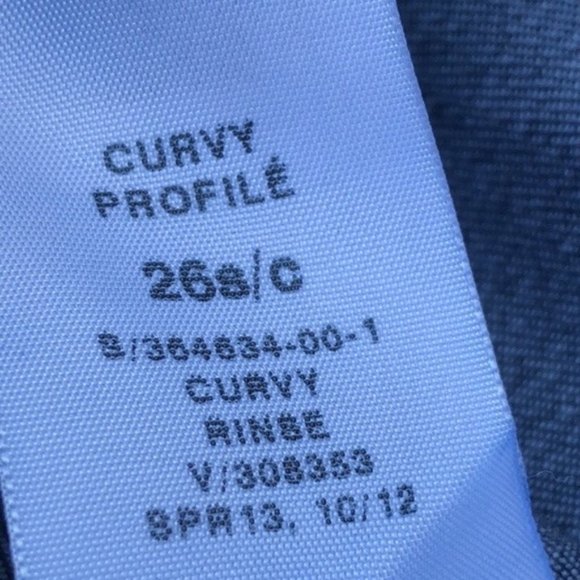 CURVY
PROFILÉ
26s/c
S/364634-00-1
CURVY
RINSE
V/308353
SPR13, 10/12